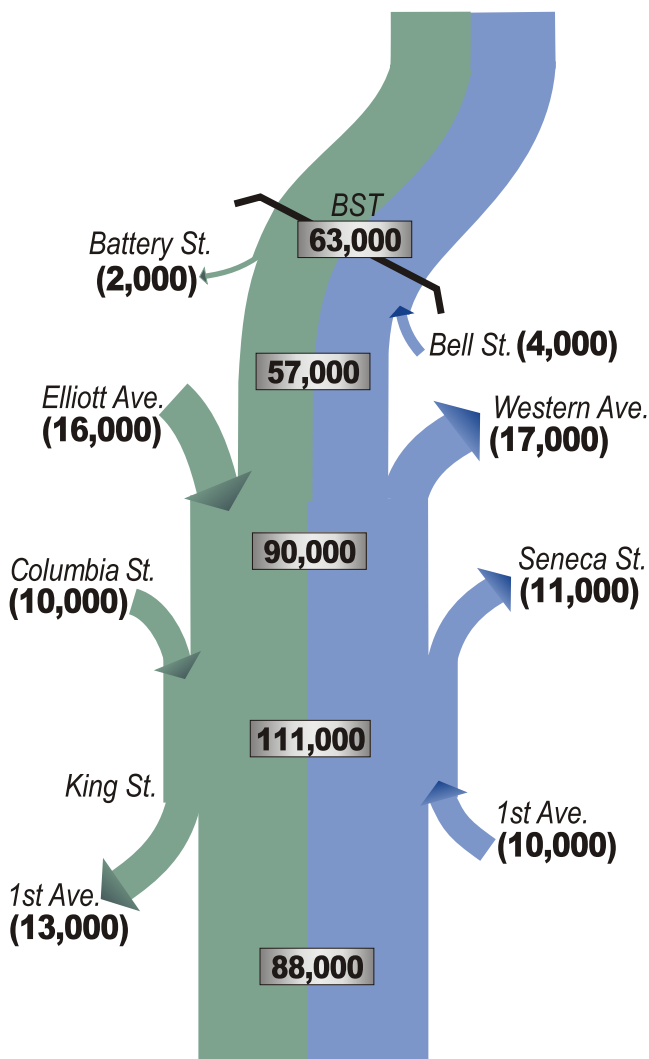 BST
63,000
Battery St.
(2,000)
Bell St. (4,000)
57,000
Elliott Ave.
(16,000)
Western Ave.
(17,000)
90,000
Columbia St.
(10,000)
Seneca St.
(11,000)
111,000
King St.
1st Ave.
(10,000)
1st Ave.
(13,000)
88,000